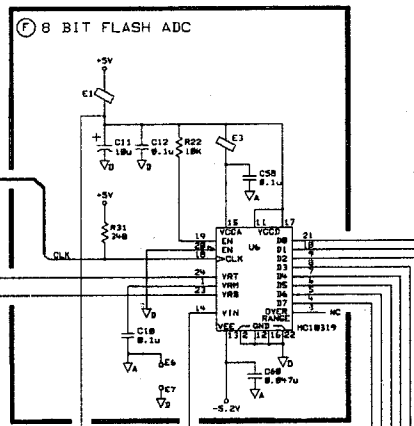 F 8 BIT FLASH ADC
+5V
E1
+ C11 10u
C12 0.1u
R22 10K
E3
C58 0.1u
D D A
+5V
R31 240
15 11 17
VCCA VCCD
U6
19 EN
20 EN
18 CLK
CLK
24 VRT
1 VRM
23 VRB
14 VIN
D0 21
D1
D2
D3
D4
D5
D6
D7
OVER RANGE 3 NC
VEE GND
13 2 12 16 22
MC10319
C10 0.1u
A
E6
E7
D
D
C60 0.047u
A
-5.2V